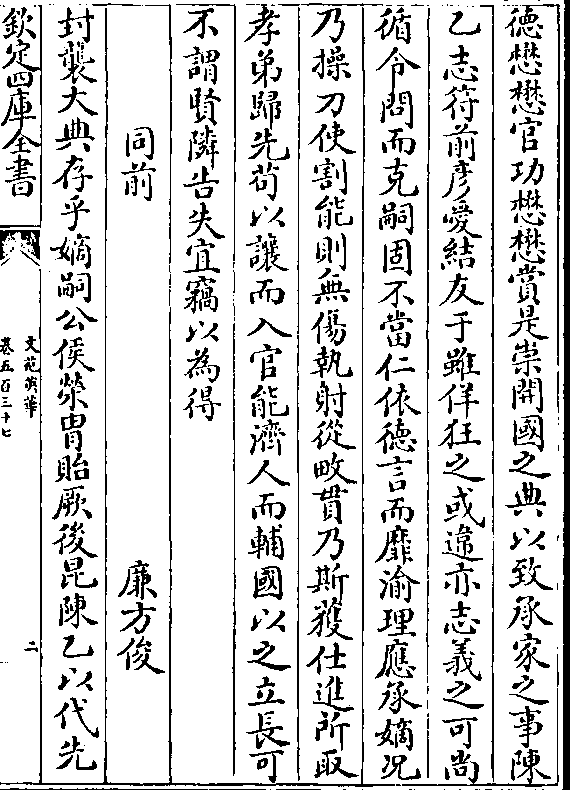 德懋懋官功懋懋賞是崇開國之典以致承家之事陳
乙志符前彦愛結友于雖佯狂之或違亦志義之可尚
循令問而克嗣固不當仁依德言而靡渝理應承嫡况
乃操刀使割能則無傷執射從畋貫乃斯獲仕進所取
孝弟歸先苟以讓而入官能濟人而輔國以之立長可
不謂賢隣告失宜竊以為得
同前　廉方俊
封襲大典存乎嫡嗣公侯榮胄貽厥後昆陳乙以代先
欽定四庫全書
文苑英華
卷五百三十七
二